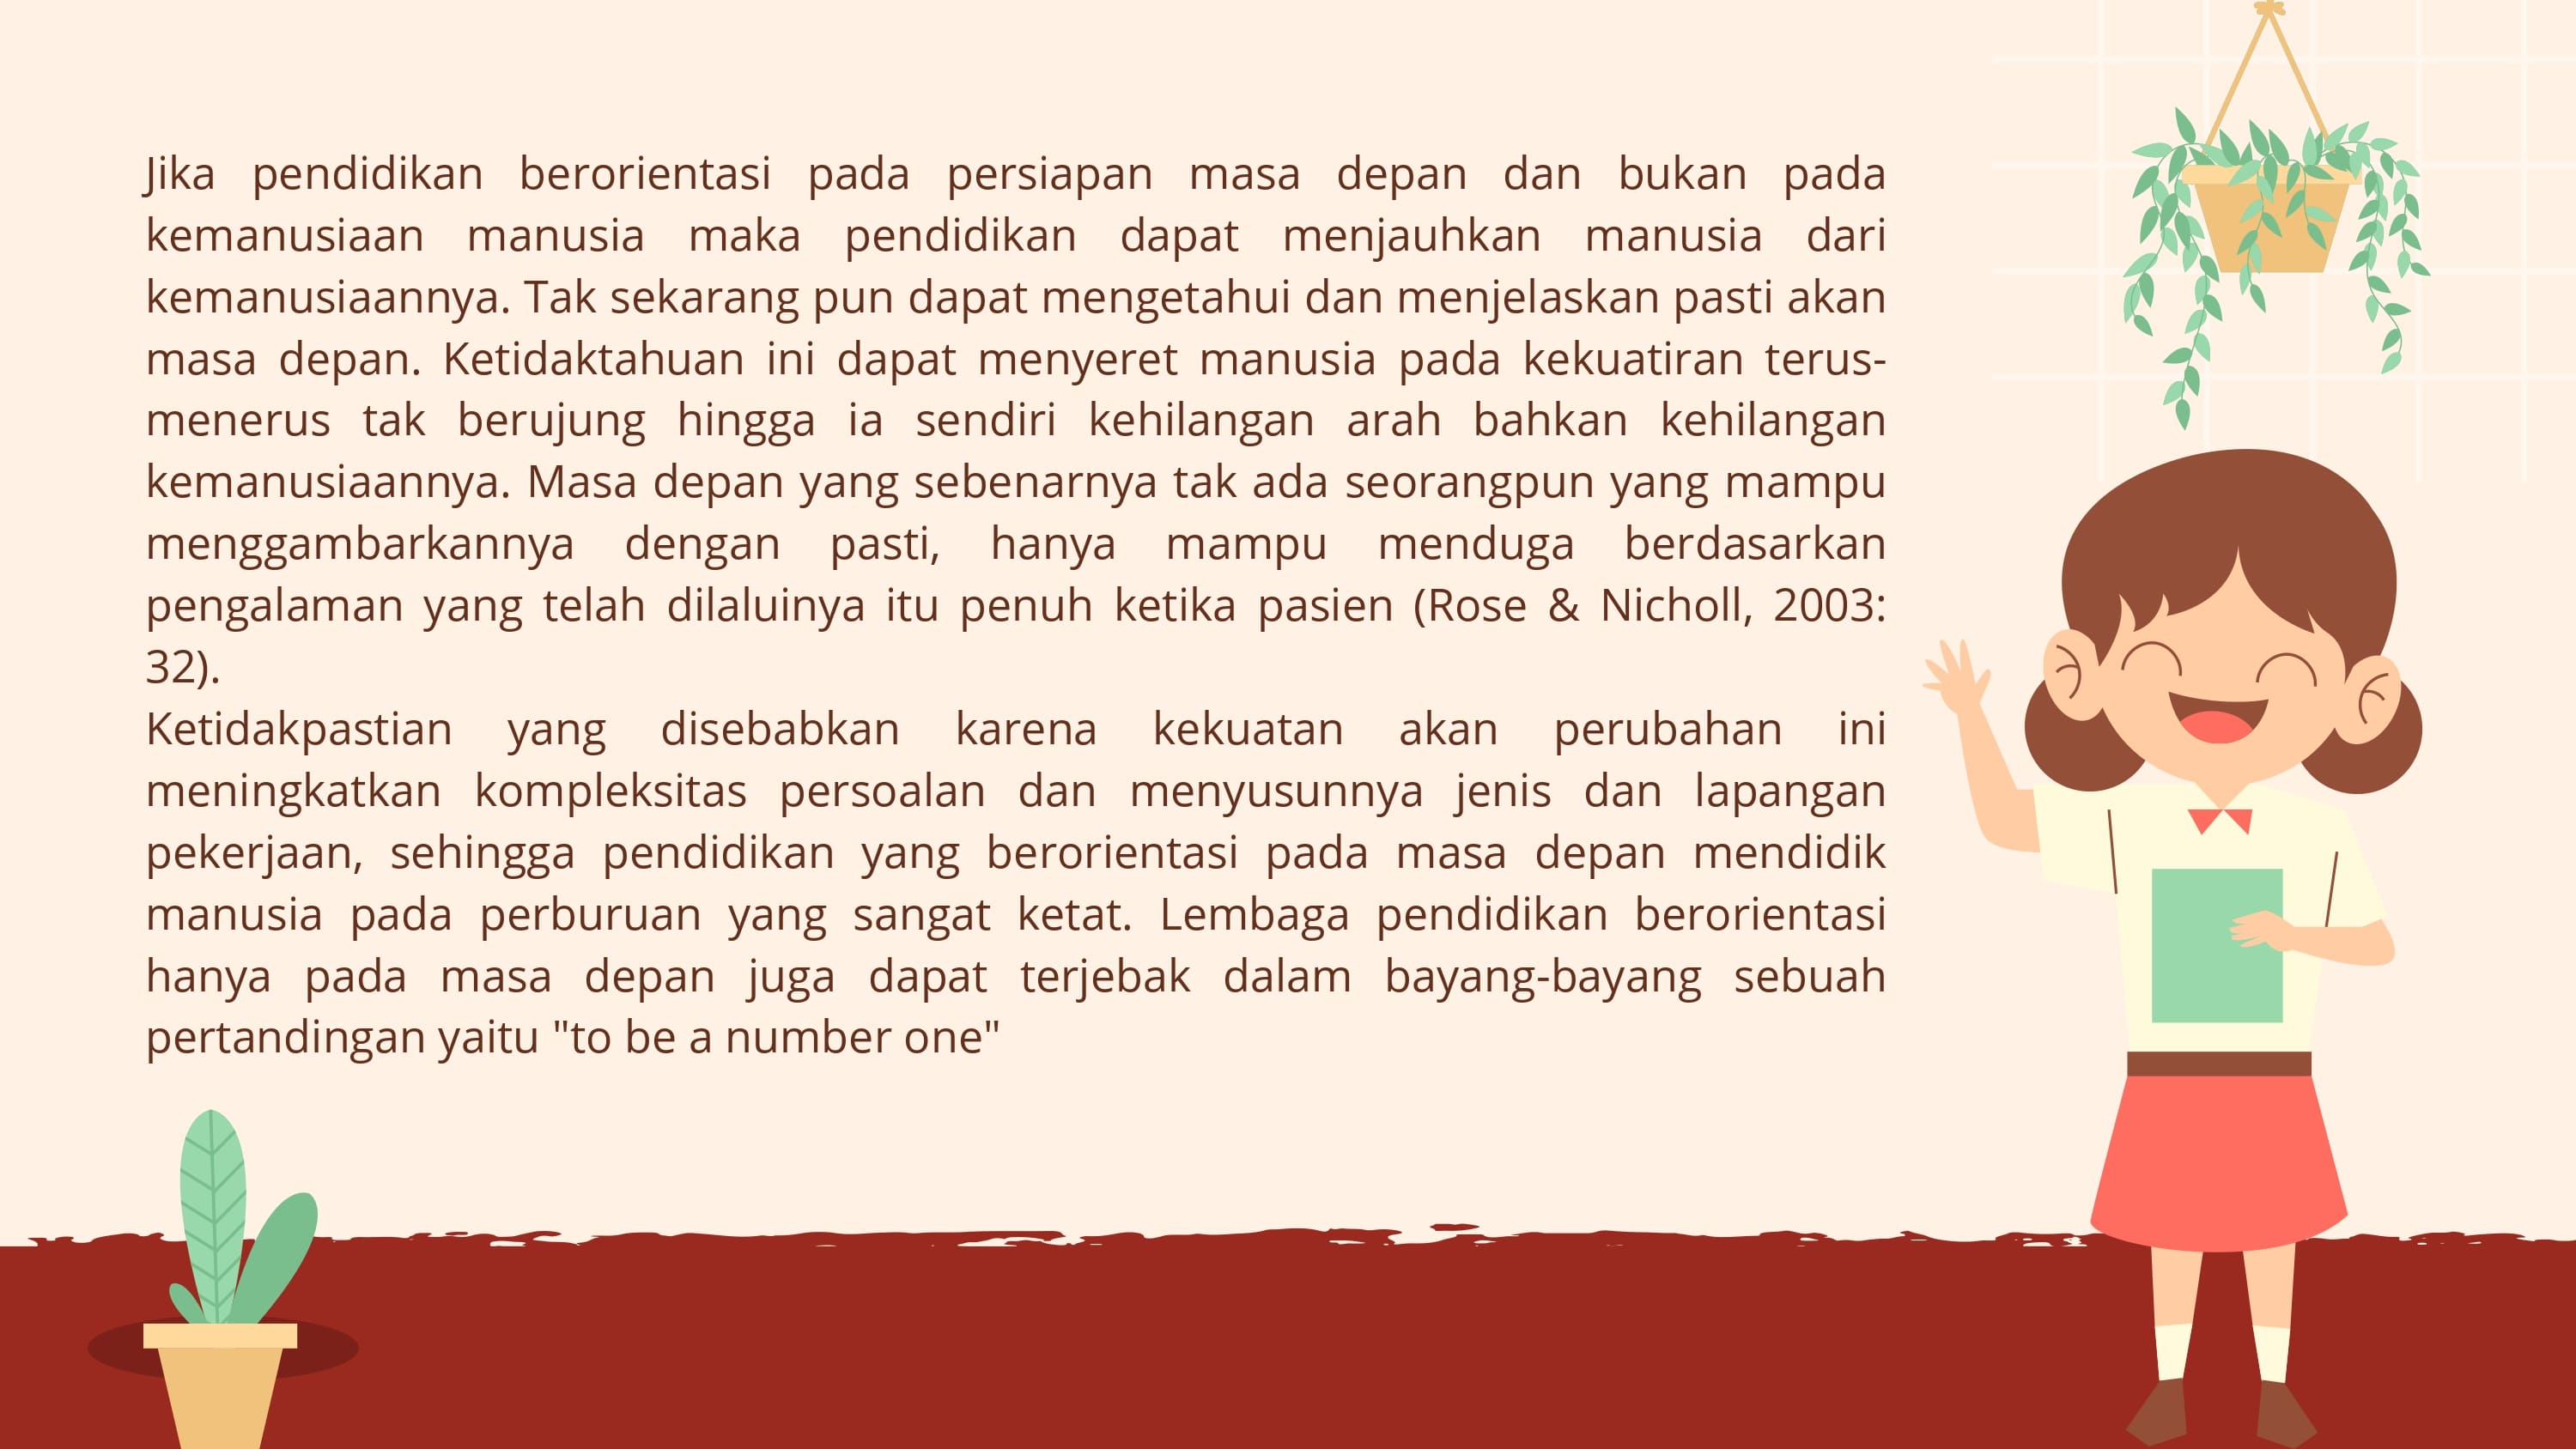 Jika pendidikan berorientasi pada persiapan masa depan dan bukan pada
kemanusiaan manusia maka pendidikan dapat menjauhkan manusia dari
kemanusiaannya. Tak sekarang pun dapat mengetahui dan menjelaskan pasti akan
masa depan. Ketidaktahuan ini dapat menyeret manusia pada kekuatiran terus-
menerus tak berujung hingga ia sendiri kehilangan arah bahkan kehilangan
kemanusiaannya. Masa depan yang sebenarnya tak ada seorangpun yang mampu
menggambarkannya dengan pasti, hanya mampu menduga berdasarkan
pengalaman yang telah dilaluinya itu penuh ketika pasien (Rose & Nicholl, 2003:
32).
Ketidakpastian yang disebabkan karena kekuatan akan perubahan ini
meningkatkan kompleksitas persoalan dan menyusunnya jenis dan lapangan
pekerjaan, sehingga pendidikan yang berorientasi pada masa depan mendidik
manusia pada perburuan yang sangat ketat. Lembaga pendidikan berorientasi
hanya pada masa depan juga dapat terjebak dalam bayang-bayang sebuah
pertandingan yaitu "to be a number one"